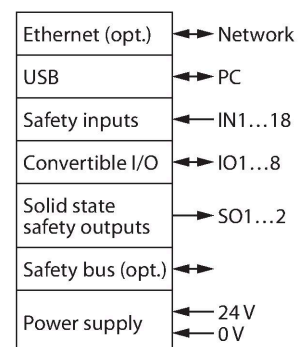 Ethernet (opt.) Network
USB PC
Safety inputs IN1...18
Convertible I/O IO1...8
Solid state
safety outputs SO1...2
Safety bus (opt.)
Power supply 24 V
0 V